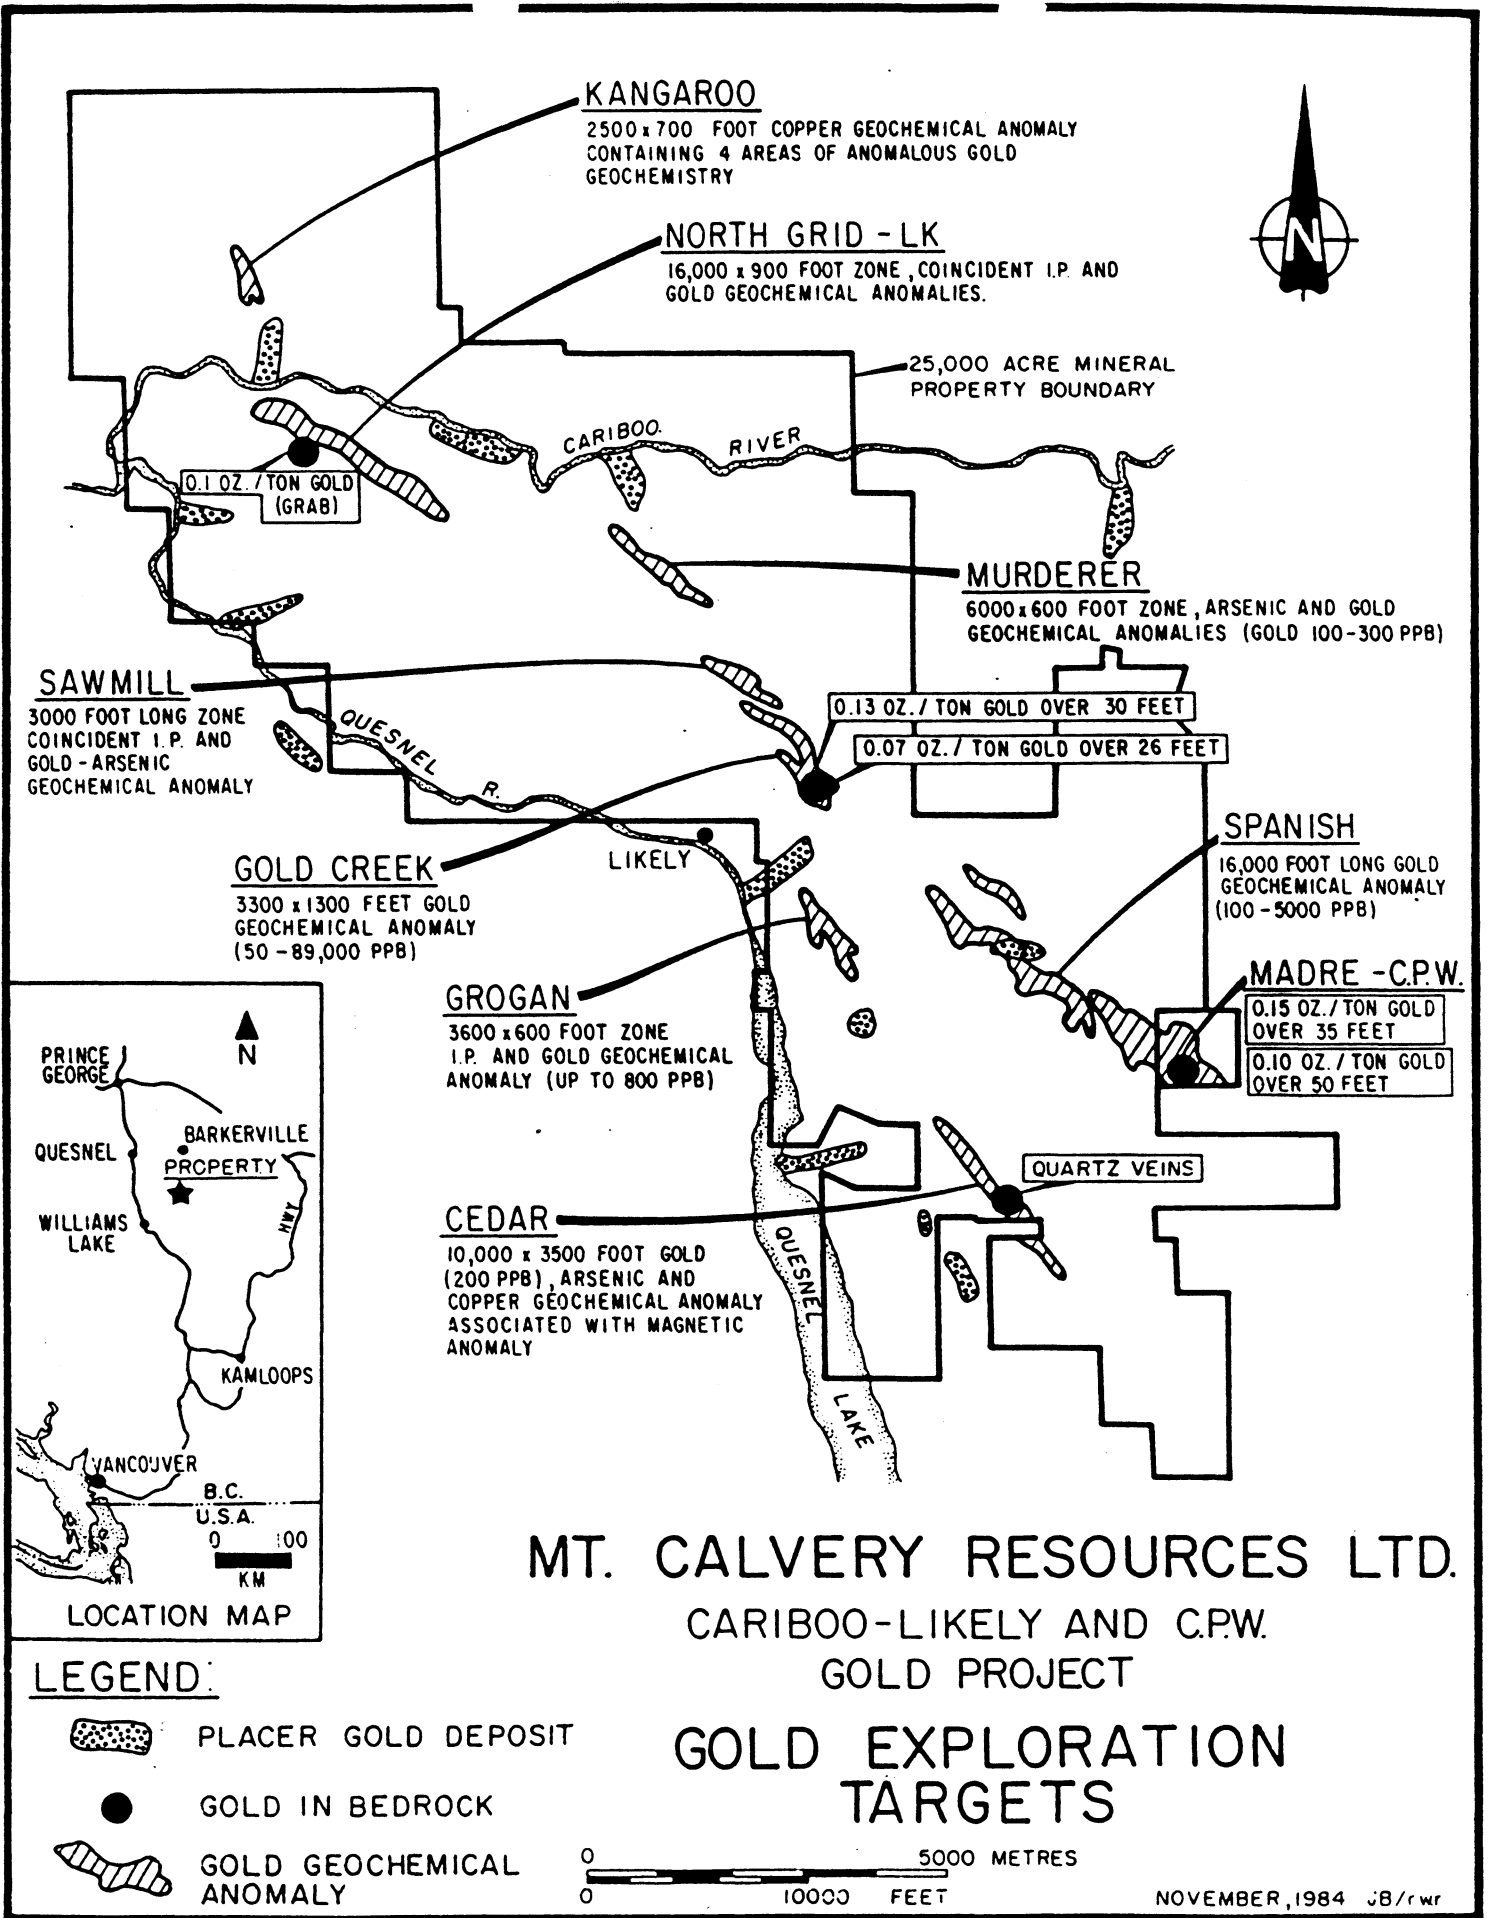 KANGAROO
2500 x 700 FOOT COPPER GEOCHEMICAL ANOMALY
CONTAINING 4 AREAS OF ANOMALOUS GOLD
GEOCHEMISTRY
NORTH GRID - LK
16,000 x 900 FOOT ZONE, COINCIDENT I.P. AND
GOLD GEOCHEMICAL ANOMALIES.
N
25,000 ACRE MINERAL
PROPERTY BOUNDARY
CARIBOO.
RIVER
0.1 OZ. / TON GOLD
(GRAB)
MURDERER
6000 x 600 FOOT ZONE, ARSENIC AND GOLD
GEOCHEMICAL ANOMALIES (GOLD 100-300 PPB)
SAWMILL
3000 FOOT LONG ZONE
COINCIDENT I.P. AND
GOLD - ARSENIC
GEOCHEMICAL ANOMALY
QUESNEL
R.
0.13 OZ. / TON GOLD OVER 30 FEET
0.07 OZ. / TON GOLD OVER 26 FEET
LIKELY
GOLD CREEK
3300 x 1300 FEET GOLD
GEOCHEMICAL ANOMALY
(50 - 89,000 PPB)
SPANISH
16,000 FOOT LONG GOLD
GEOCHEMICAL ANOMALY
(100 - 5000 PPB)
GROGAN
3600 x 600 FOOT ZONE
I.P. AND GOLD GEOCHEMICAL
ANOMALY (UP TO 800 PPB)
MADRE - C.P.W.
0.15 OZ. / TON GOLD
OVER 35 FEET
0.10 OZ. / TON GOLD
OVER 50 FEET
QUARTZ VEINS
CEDAR
10,000 x 3500 FOOT GOLD
(200 PPB), ARSENIC AND
COPPER GEOCHEMICAL ANOMALY
ASSOCIATED WITH MAGNETIC
ANOMALY
QUESNEL
LAKE
N
PRINCE
GEORGE
BARKERVILLE
QUESNEL
PROPERTY
WILLIAMS
LAKE
HWY
KAMLOOPS
VANCOUVER
B.C.
U.S.A.
0 100
KM
LOCATION MAP
MT. CALVERY RESOURCES LTD.
CARIBOO-LIKELY AND C.P.W.
GOLD PROJECT
GOLD EXPLORATION
TARGETS
LEGEND:
PLACER GOLD DEPOSIT
GOLD IN BEDROCK
GOLD GEOCHEMICAL
ANOMALY
0 5000 METRES
0 10000 FEET
NOVEMBER, 1984 JB/rwr